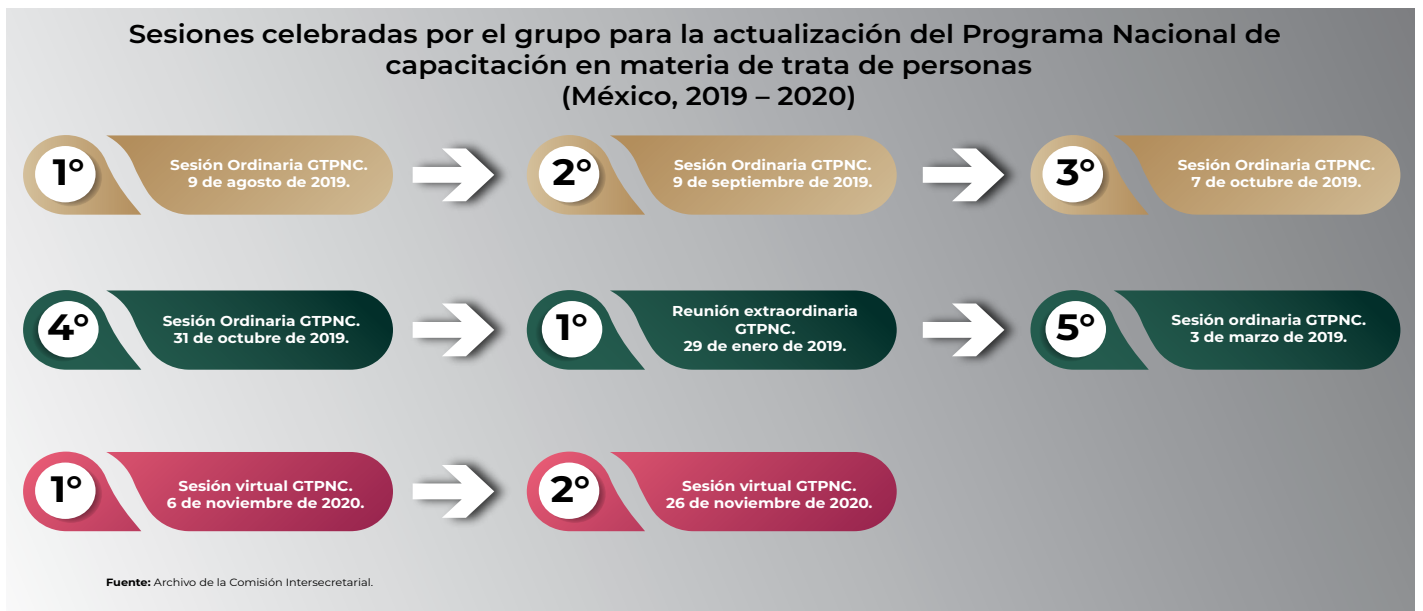 Sesiones celebradas por el grupo para la actualización del Programa Nacional de
capacitación en materia de trata de personas
(México, 2019 – 2020)
1°
Sesión Ordinaria GTPNC.
9 de agosto de 2019.
2°
Sesión Ordinaria GTPNC.
9 de septiembre de 2019.
3°
Sesión Ordinaria GTPNC.
7 de octubre de 2019.
4°
Sesión Ordinaria GTPNC.
31 de octubre de 2019.
1°
Reunión extraordinaria
GTPNC.
29 de enero de 2019.
5°
Sesión ordinaria GTPNC.
3 de marzo de 2019.
1°
Sesión virtual GTPNC.
6 de noviembre de 2020.
2°
Sesión virtual GTPNC.
26 de noviembre de 2020.
Fuente: Archivo de la Comisión Intersecretarial.